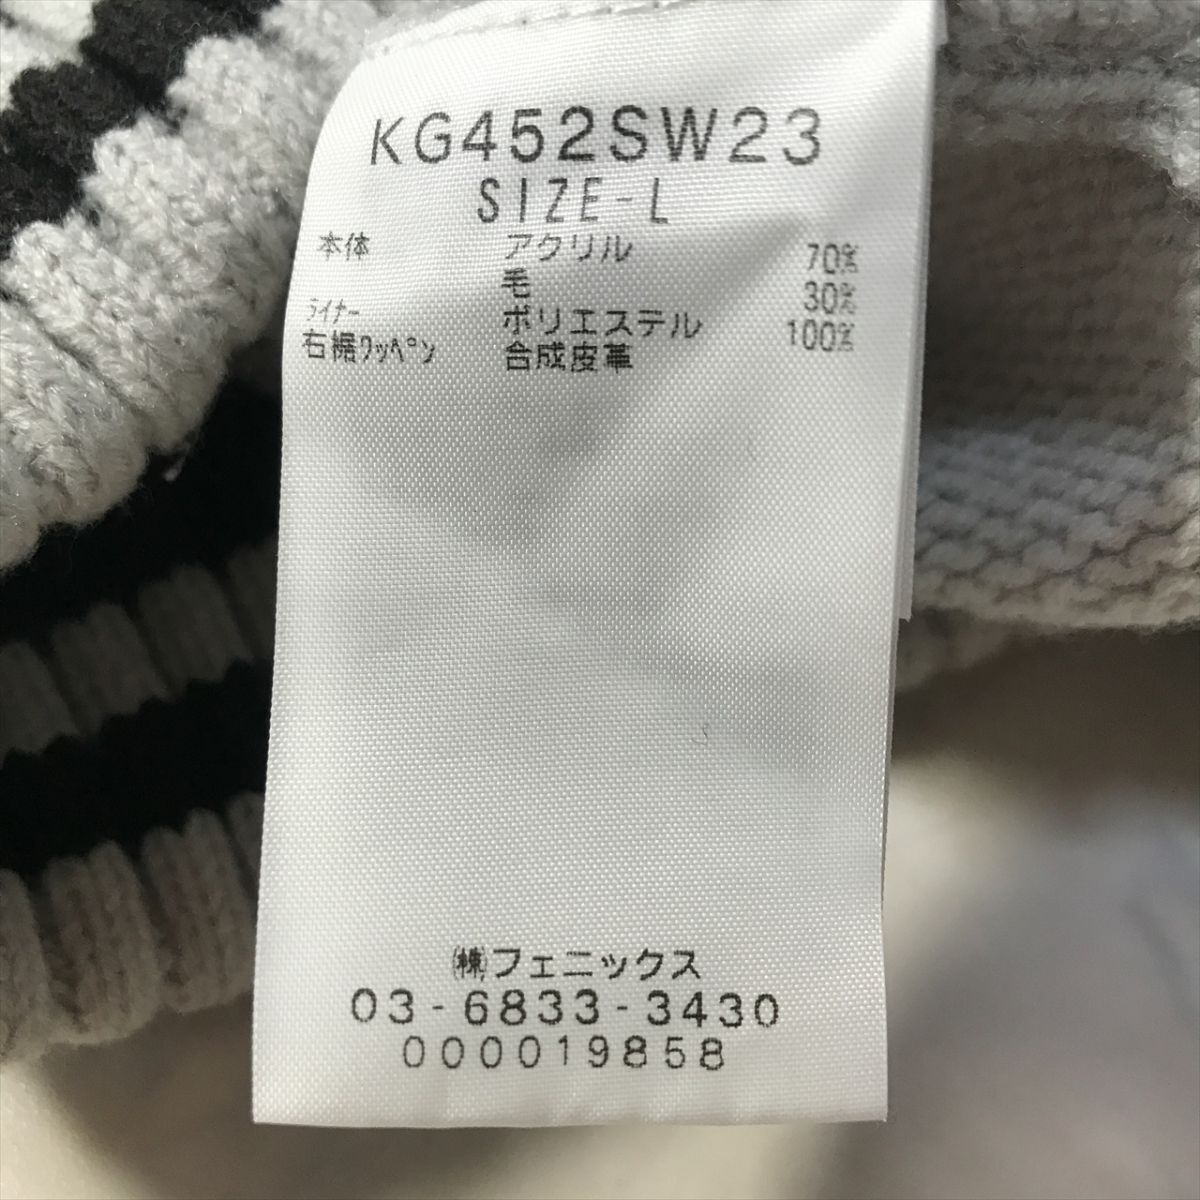 KG452SW23
SIZE-L
本体 アクリル 70%
毛 30%
ライナー ポリエステル 100%
右裾ワッペン 合成皮革
㈱フェニックス
03-6833-3430
000019858